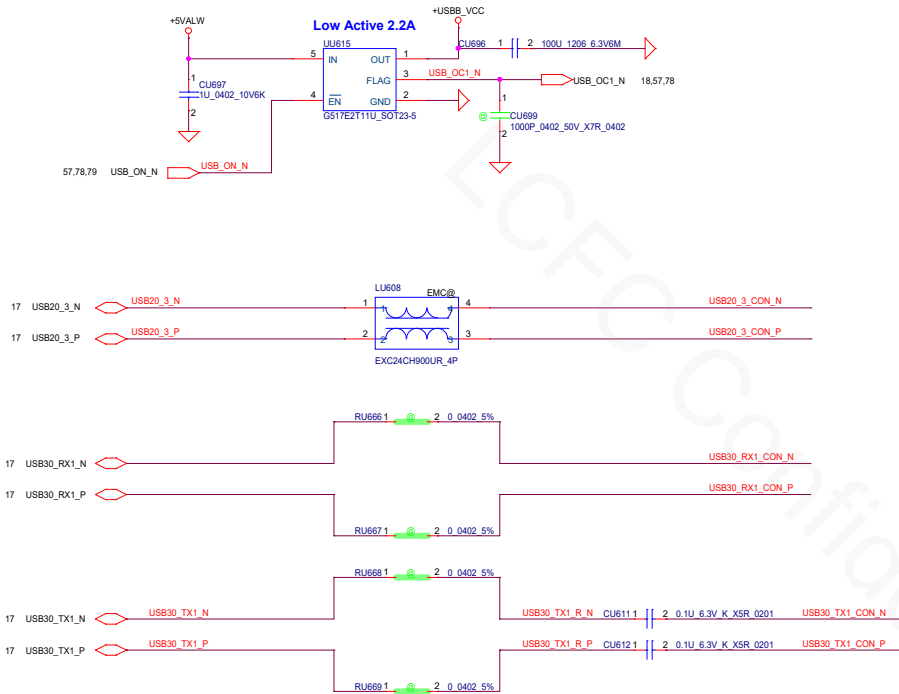 +USBB_VCC
+5VALW
Low Active 2.2A
UU615
CU696 1 2 100U_1206_6.3V6M
5 IN OUT 1
FLAG 3 USB_OC1_N USB_OC1_N 18,57,78
1 CU697
1U_0402_10V6K
2
4 EN GND 2
G517E2T11U_SOT23-5
1
@ CU699
1000P_0402_50V_X7R_0402
2
57,78,79 USB_ON_N USB_ON_N
LU608
EMC@
17 USB20_3_N USB20_3_N 1 1 4 4 USB20_3_CON_N
17 USB20_3_P USB20_3_P 2 2 3 3 USB20_3_CON_P
EXC24CH900UR_4P
RU666 1 @ 2 0_0402_5%
17 USB30_RX1_N USB30_RX1_CON_N
17 USB30_RX1_P USB30_RX1_CON_P
RU667 1 @ 2 0_0402_5%
RU668 1 @ 2 0_0402_5%
17 USB30_TX1_N USB30_TX1_N USB30_TX1_R_N CU611 1 2 0.1U_6.3V_K_X5R_0201 USB30_TX1_CON_N
17 USB30_TX1_P USB30_TX1_P USB30_TX1_R_P CU612 1 2 0.1U_6.3V_K_X5R_0201 USB30_TX1_CON_P
RU669 1 @ 2 0_0402_5%
LCFC